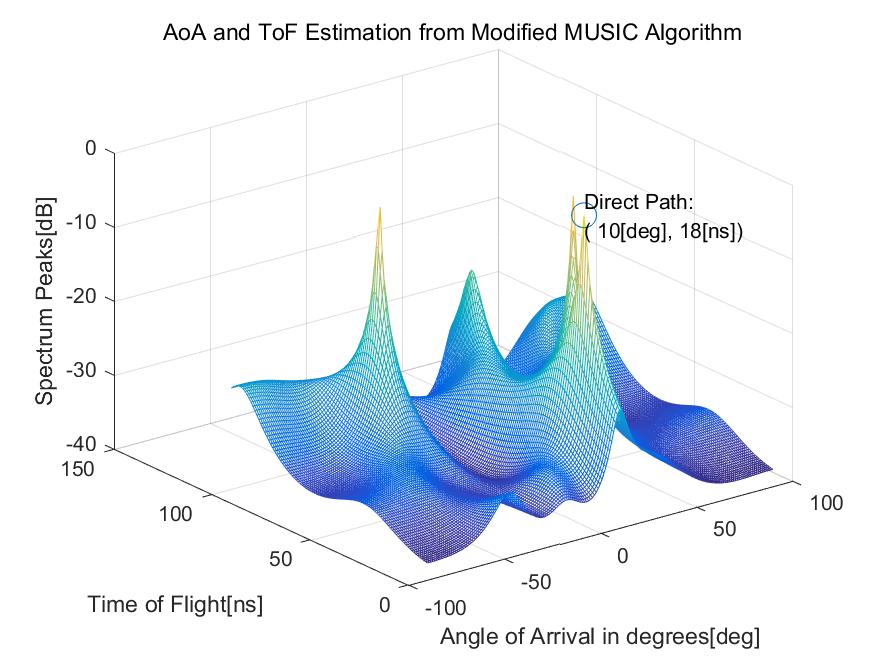 AoA and ToF Estimation from Modified MUSIC Algorithm
0
-10
-20
-30
-40
Spectrum Peaks[dB]
Direct Path:
( 10[deg], 18[ns])
150
100
50
0
Time of Flight[ns]
-100
-50
0
50
100
Angle of Arrival in degrees[deg]